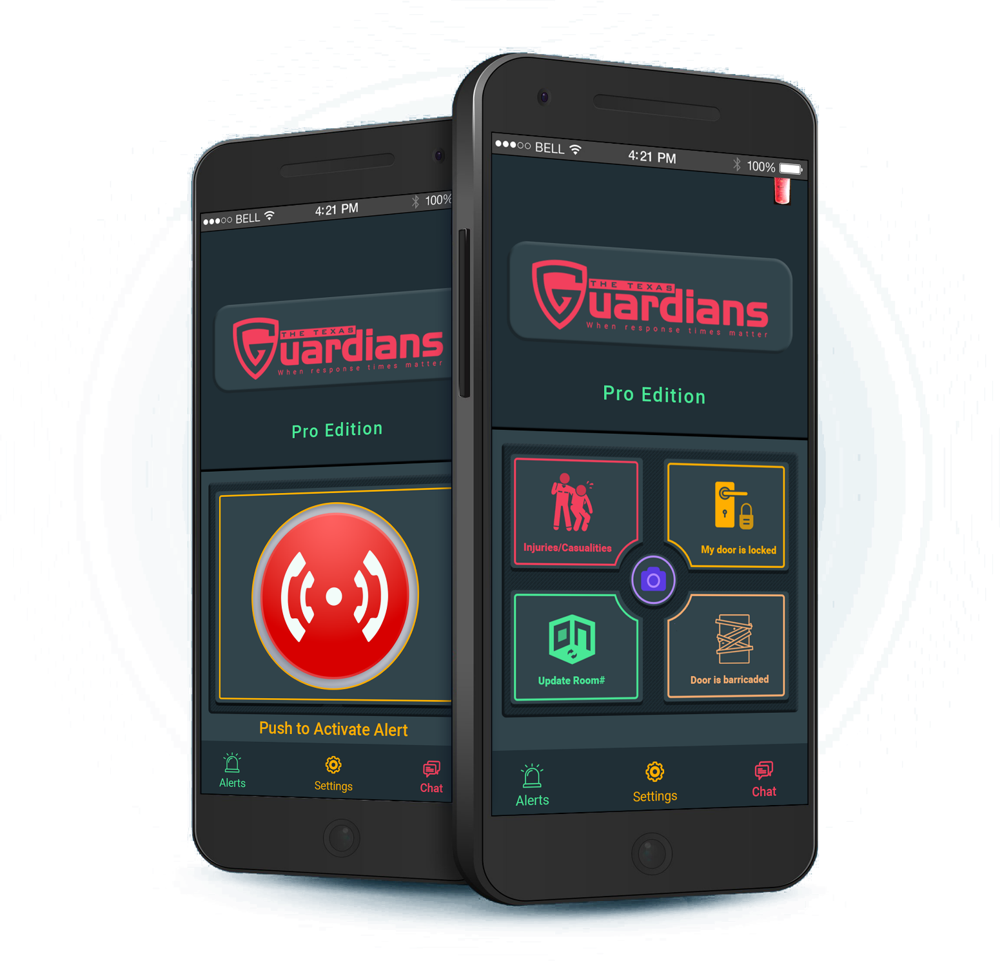 BELL 4:21 PM 100%
THE TEXAS
Guardians
When response times matter
Pro Edition
Push to Activate Alert
Alerts Settings Chat
BELL 4:21 PM 100%
THE TEXAS
Guardians
When response times matter
Pro Edition
Injuries/Casualities
My door is locked
Update Room#
Door is barricaded
Alerts Settings Chat